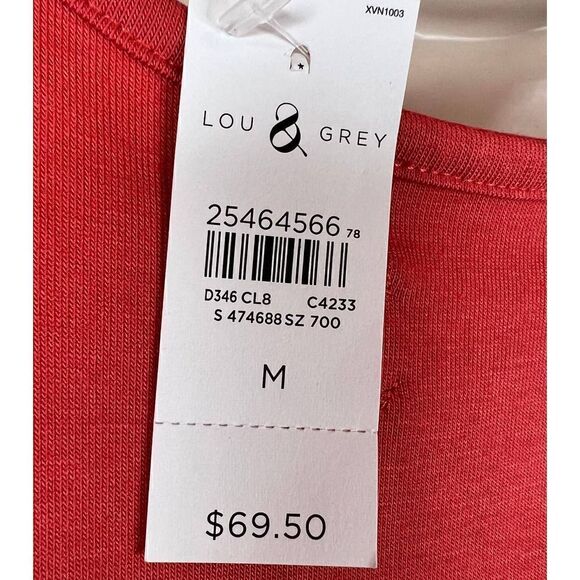 XVN1003
LOU & GREY
25464566 78
D346 CL8 C4233
S 474688 SZ 700
M
$69.50